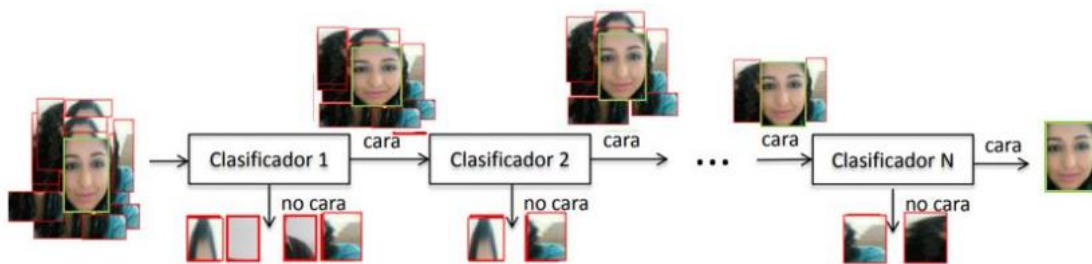 cara
cara
cara
cara
Clasificador 1
Clasificador 2
...
Clasificador N
no cara
no cara
no cara